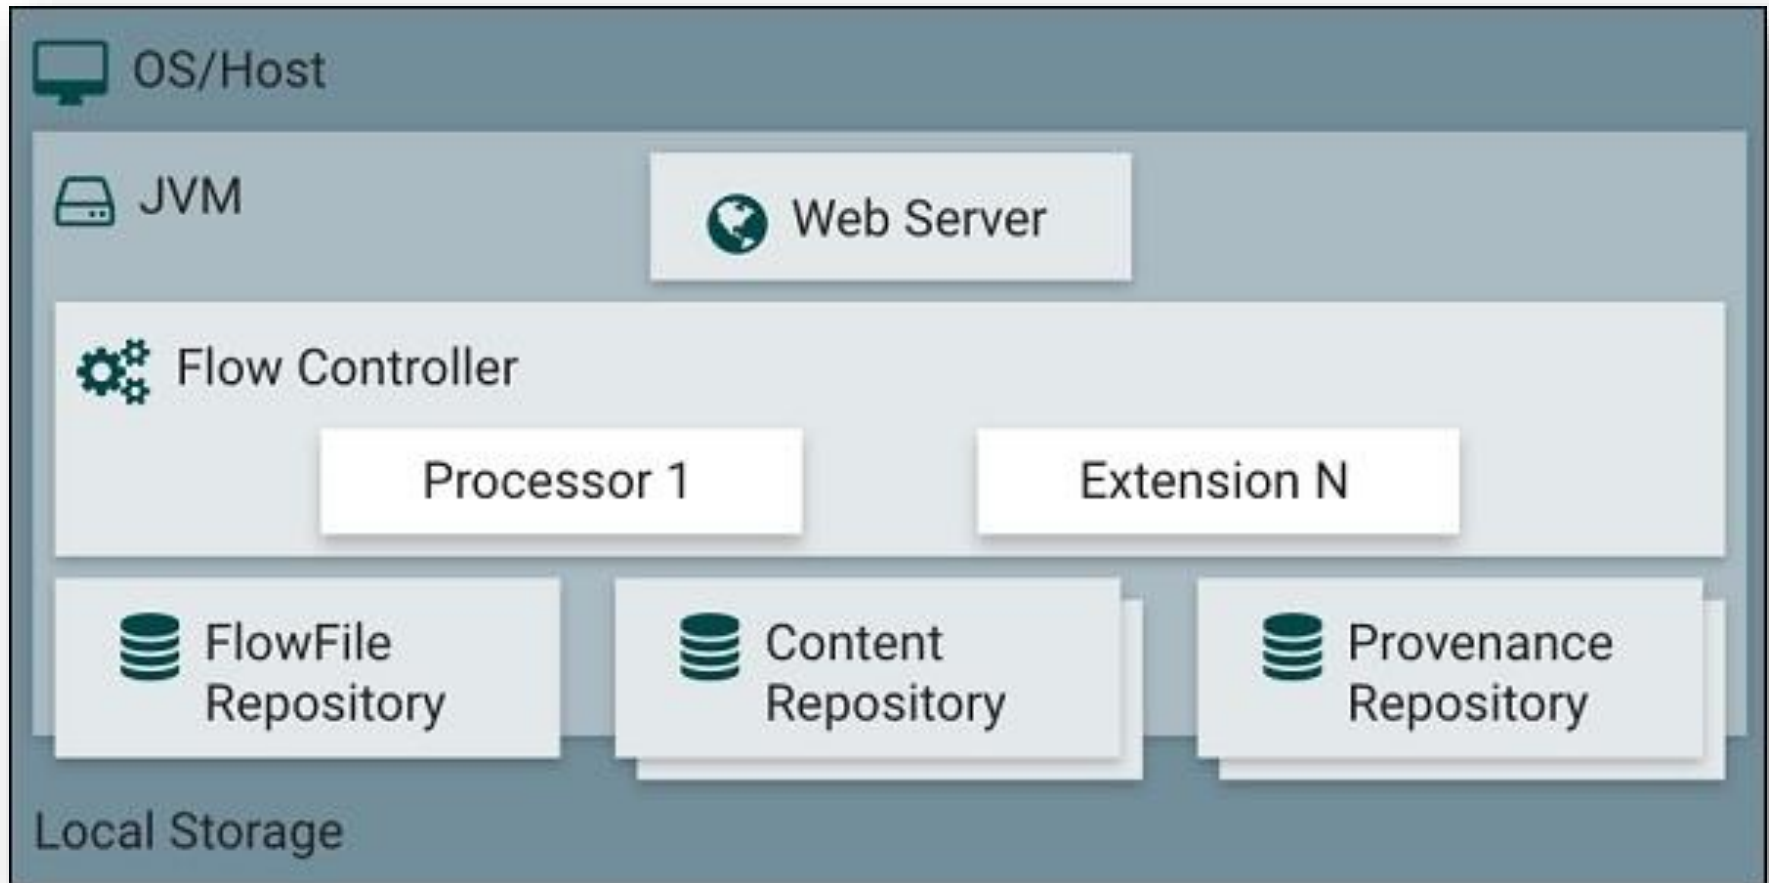 OS/Host
JVM
Web Server
Flow Controller
Processor 1
Extension N
FlowFile
Repository
Content
Repository
Provenance
Repository
Local Storage